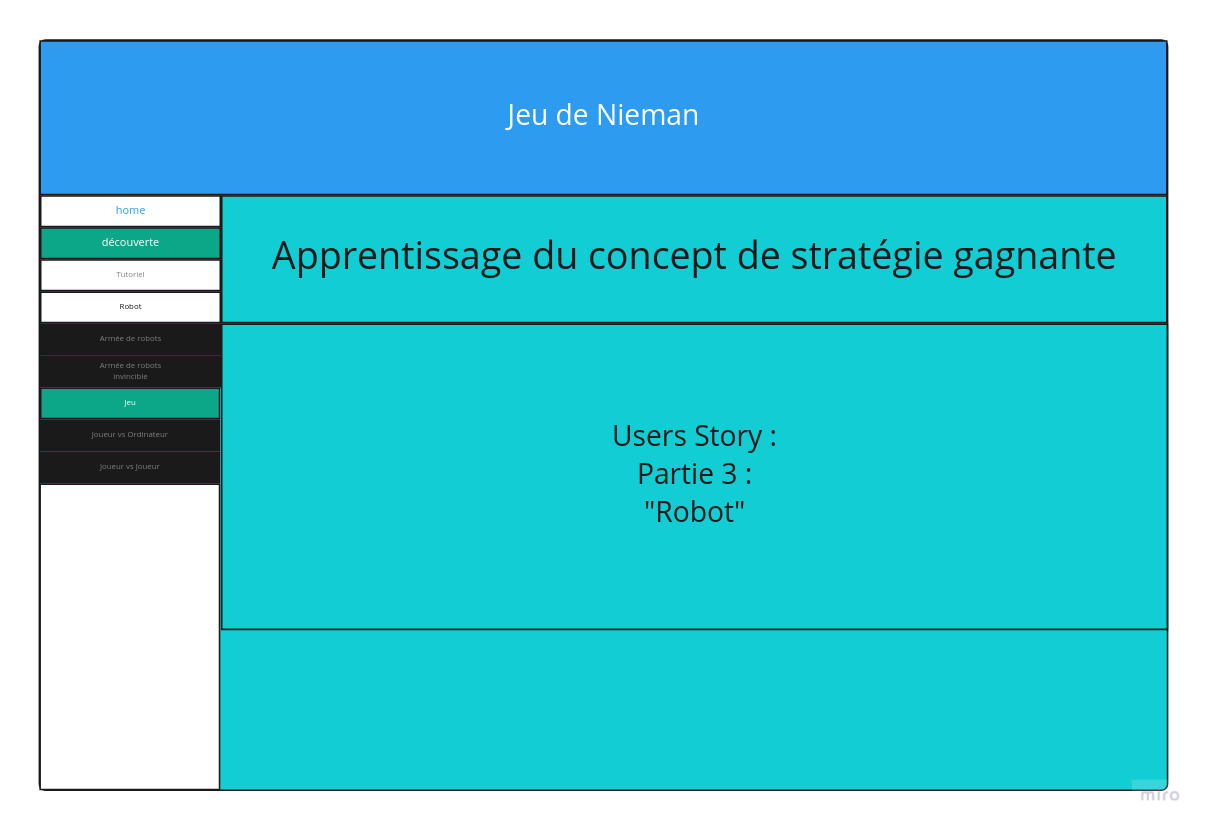 Jeu de Nieman
home
découverte
Tutoriel
Robot
Armée de robots
Armée de robots
invincible
Jeu
Joueur vs Ordinateur
Joueur vs Joueur
Apprentissage du concept de stratégie gagnante
Users Story :
Partie 3 :
"Robot"
miro